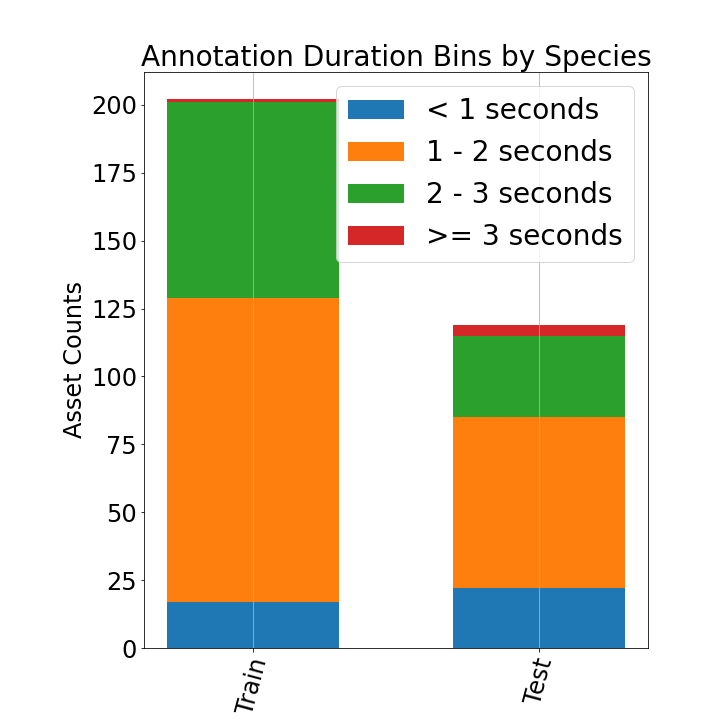 Annotation Duration Bins by Species
< 1 seconds
1 - 2 seconds
2 - 3 seconds
>= 3 seconds
Asset Counts
200
175
150
125
100
75
50
25
0
Train
Test